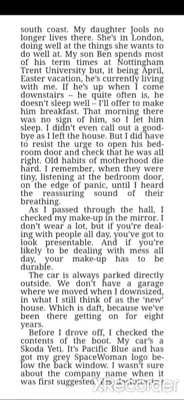 south coast. My daughter Jools no
longer lives there. She's in London,
doing well at the things she wants to
do well at. My son Ben spends most
of his term times at Nottingham
Trent University but, it being April,
Easter vacation, he's currently living
with me. If he's up when I come
downstairs – he quite often is, he
doesn't sleep well – I'll offer to make
him breakfast. That morning there
was no sign of him, so I let him
sleep. I didn't even call out a good-
bye as I left the house. But I did have
to resist the urge to open his bed-
room door and check that he was all
right. Old habits of motherhood die
hard. I remember, when they were
tiny, listening at the bedroom door,
on the edge of panic, until I heard
the reassuring sound of their
breathing.
As I passed through the hall, I
checked my make-up in the mirror. I
don't wear a lot, but if you're deal-
ing with people all day, you've got to
look presentable. And if you're
likely to be dealing with mess all
day, your make-up has to be
durable.
The car is always parked directly
outside. We don't have a garage
where we moved when I downsized,
in what I still think of as the 'new'
house. Which is daft, because we've
been there getting on for eight
years.
Before I drove off, I checked the
contents of the boot. My car's a
Skoda Yeti. It's Pacific Blue and has
got my grey SpaceWoman logo be-
low the back window. I wasn't sure
about the company name when it
was first suggested,